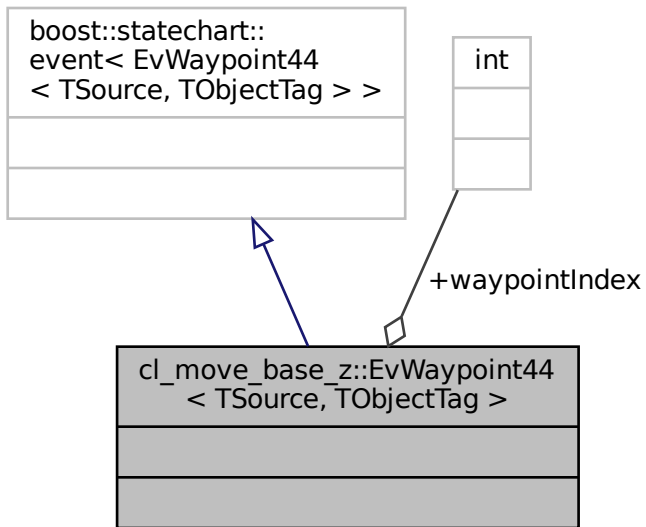 boost::statechart::
event< EvWaypoint44
< TSource, TObjectTag > >
int
+waypointIndex
cl_move_base_z::EvWaypoint44
< TSource, TObjectTag >